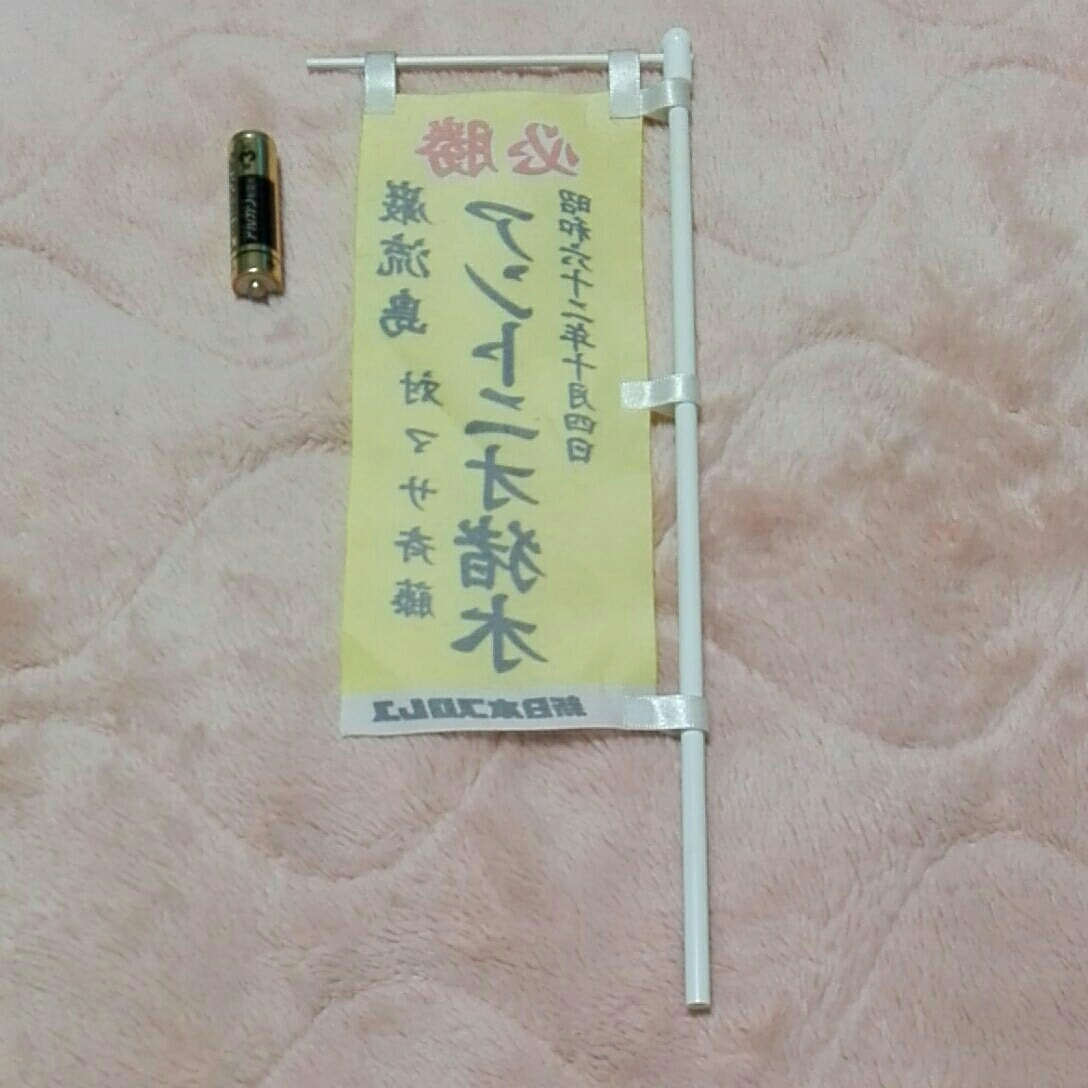 必勝
巌流島 対マサ斉藤
アントニオ猪木
昭和六十二年十月四日
新日本プロレス